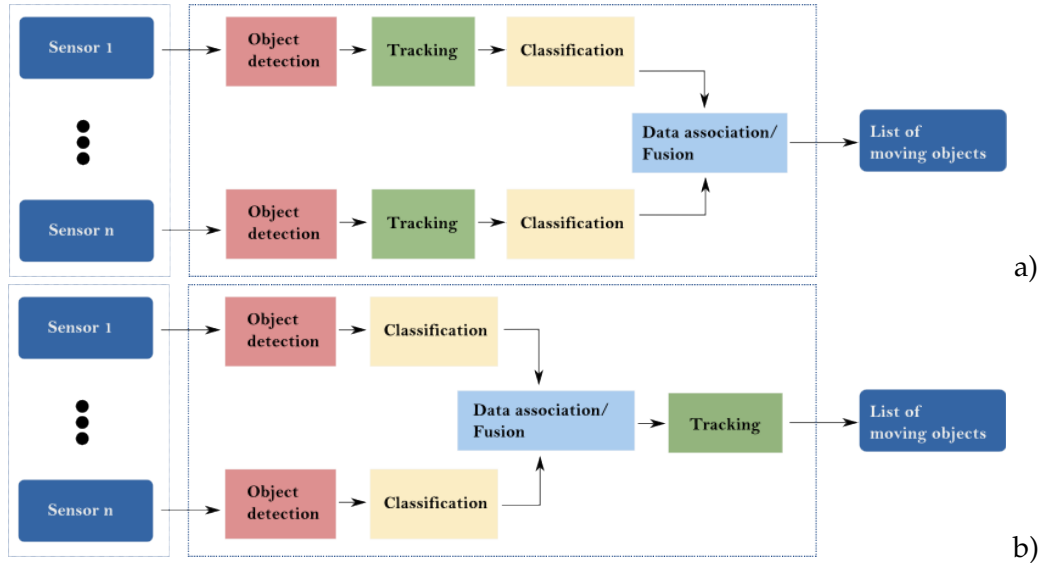 Sensor 1
Object
detection
Tracking
Classification
Data association/
Fusion
List of
moving objects
Sensor n
Object
detection
Tracking
Classification
a)
Sensor 1
Object
detection
Classification
Data association/
Fusion
Tracking
List of
moving objects
Sensor n
Object
detection
Classification
b)